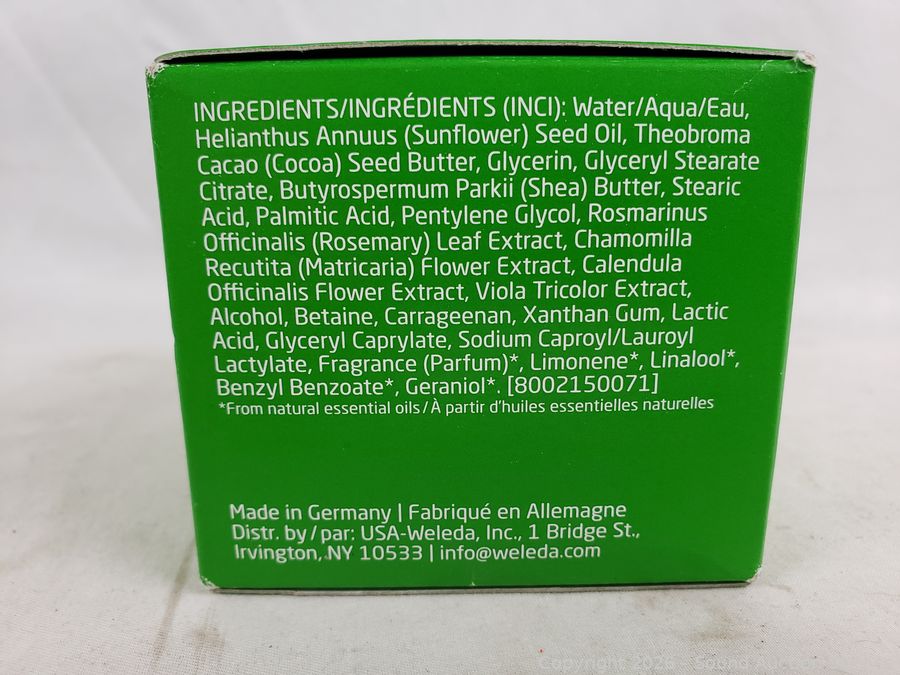 INGREDIENTS/INGRÉDIENTS (INCI): Water/Aqua/Eau,
Helianthus Annuus (Sunflower) Seed Oil, Theobroma
Cacao (Cocoa) Seed Butter, Glycerin, Glyceryl Stearate
Citrate, Butyrospermum Parkii (Shea) Butter, Stearic
Acid, Palmitic Acid, Pentylene Glycol, Rosmarinus
Officinalis (Rosemary) Leaf Extract, Chamomilla
Recutita (Matricaria) Flower Extract, Calendula
Officinalis Flower Extract, Viola Tricolor Extract,
Alcohol, Betaine, Carrageenan, Xanthan Gum, Lactic
Acid, Glyceryl Caprylate, Sodium Caproyl/Lauroyl
Lactylate, Fragrance (Parfum)*, Limonene*, Linalool*,
Benzyl Benzoate*, Geraniol*. [8002150071]
*From natural essential oils / À partir d'huiles essentielles naturelles
Made in Germany | Fabriqué en Allemagne
Distr. by / par: USA-Weleda, Inc., 1 Bridge St.,
Irvington, NY 10533 | info@weleda.com
Copyright 2026 - Sound Auction